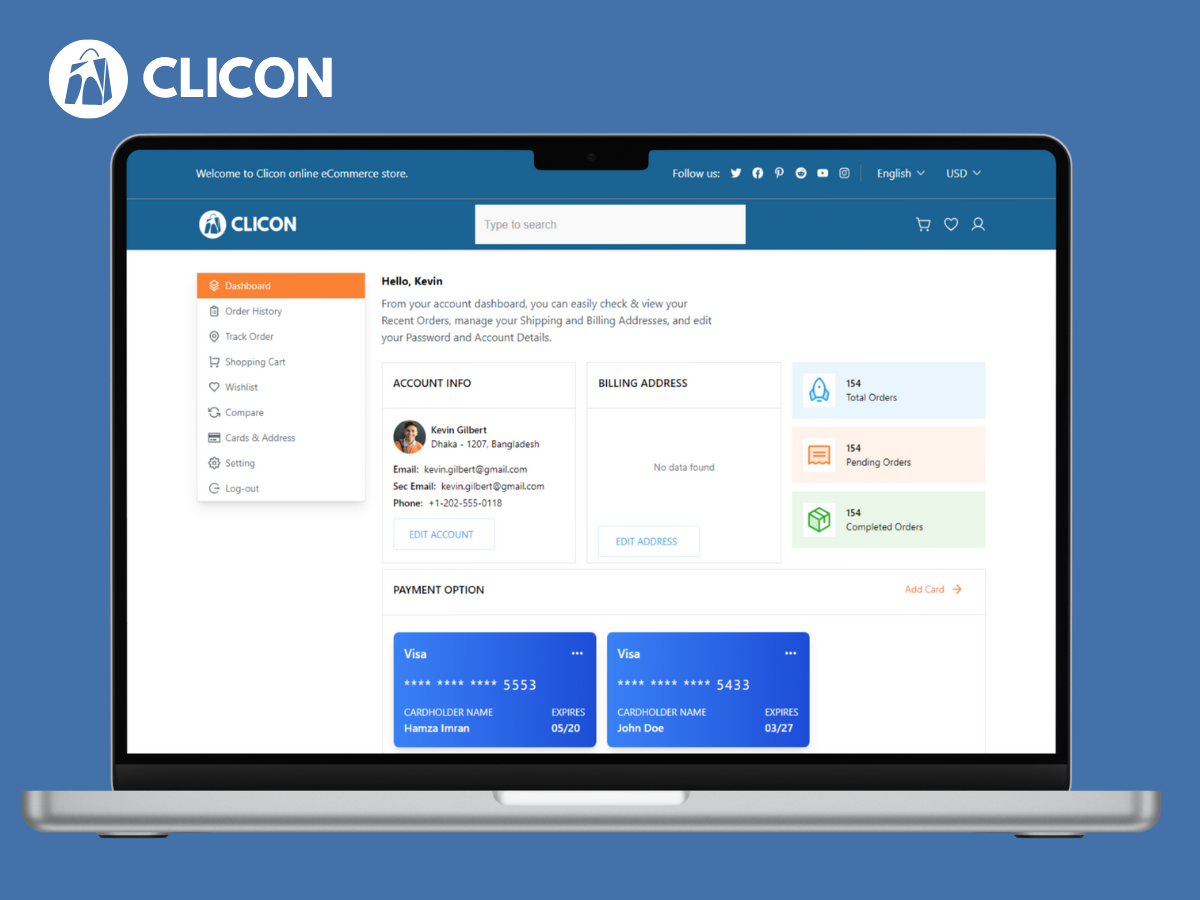 CLICON
Welcome to Clicon online eCommerce store.
Follow us:
English
USD
CLICON
Type to search
Dashboard
Order History
Track Order
Shopping Cart
Wishlist
Compare
Cards & Address
Setting
Log-out
Hello, Kevin
From your account dashboard, you can easily check & view your
Recent Orders, manage your Shipping and Billing Addresses, and edit
your Password and Account Details.
ACCOUNT INFO
Kevin Gilbert
Dhaka - 1207, Bangladesh
Email: kevin.gilbert@gmail.com
Sec Email: kevin.gilbert@gmail.com
Phone: +1-202-555-0118
EDIT ACCOUNT
BILLING ADDRESS
No data found
EDIT ADDRESS
154
Total Orders
154
Pending Orders
154
Completed Orders
PAYMENT OPTION
Add Card
Visa
**** **** **** 5553
CARDHOLDER NAME EXPIRES
Hamza Imran 05/20
Visa
**** **** **** 5433
CARDHOLDER NAME EXPIRES
John Doe 03/27